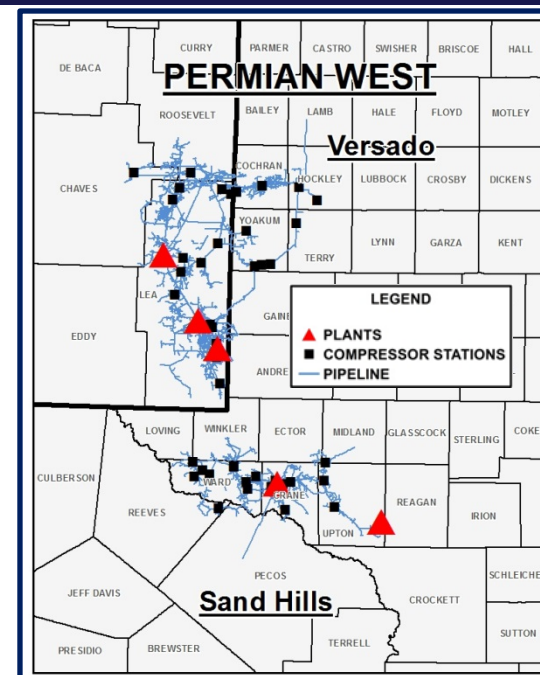 CURRY PARMER CASTRO SWISHER BRISCOE HALL
DE BACA
PERMIAN WEST
ROOSEVELT BAILEY LAMB HALE FLOYD MOTLEY
Versado
COCHRAN
CHAVES HOCKLEY LUBBOCK CROSBY DICKENS
YOAKUM
TERRY LYNN GARZA KENT
LEA
EDDY
LEGEND
PLANTS
COMPRESSOR STATIONS
PIPELINE
LOVING WINKLER ECTOR MIDLAND GLASSCOCK STERLING COKE
CULBERSON WARD CRANE
REEVES UPTON REAGAN IRION
PECOS
JEFF DAVIS
Sand Hills
CROCKETT SCHLEICHE
SUTTON
PRESIDIO BREWSTER TERRELL